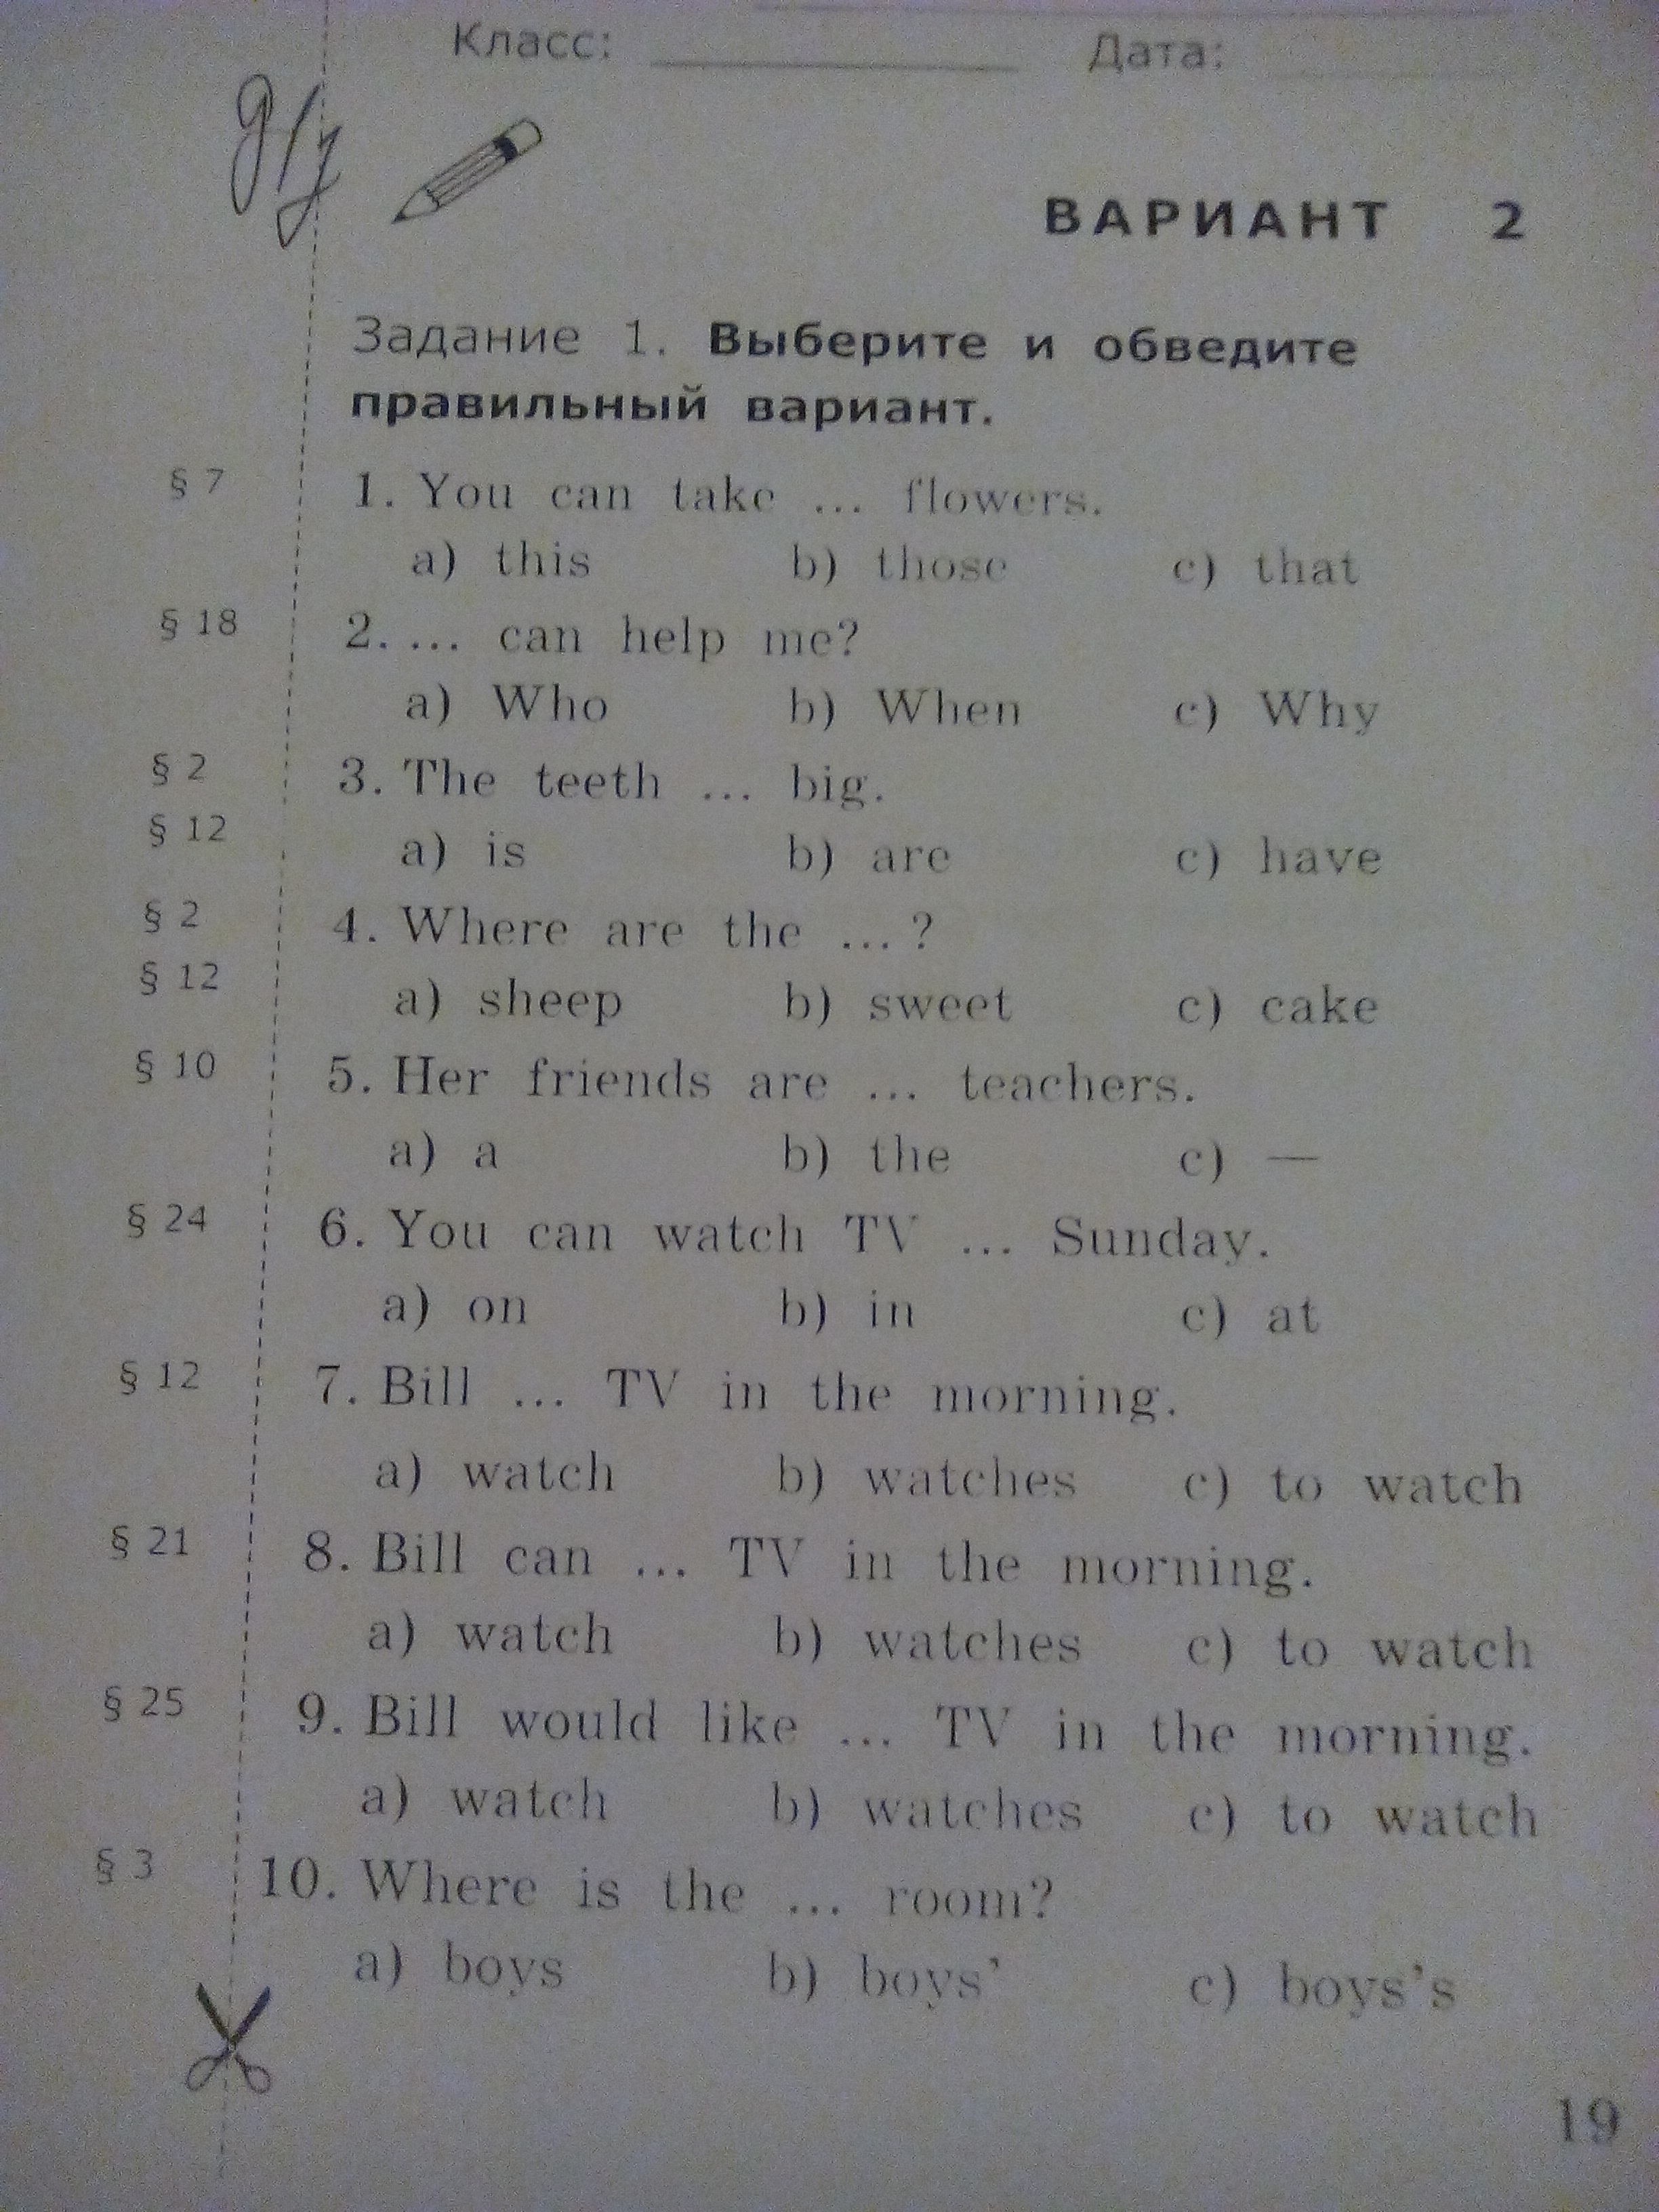 Класс: Дата:
д/з
ВАРИАНТ 2
Задание 1. Выберите и обведите
правильный вариант.
§ 7 1. You can take ... flowers.
a) this b) those c) that
§ 18 2. ... can help me?
a) Who b) When c) Why
§ 2 3. The teeth ... big.
§ 12 a) is b) are c) have
§ 2 4. Where are the ... ?
§ 12 a) sheep b) sweet c) cake
§ 10 5. Her friends are ... teachers.
a) a b) the c) —
§ 24 6. You can watch TV ... Sunday.
a) on b) in c) at
§ 12 7. Bill ... TV in the morning.
a) watch b) watches c) to watch
§ 21 8. Bill can ... TV in the morning.
a) watch b) watches c) to watch
§ 25 9. Bill would like ... TV in the morning.
a) watch b) watches c) to watch
§ 3 10. Where is the ... room?
a) boys b) boys' c) boys's
19